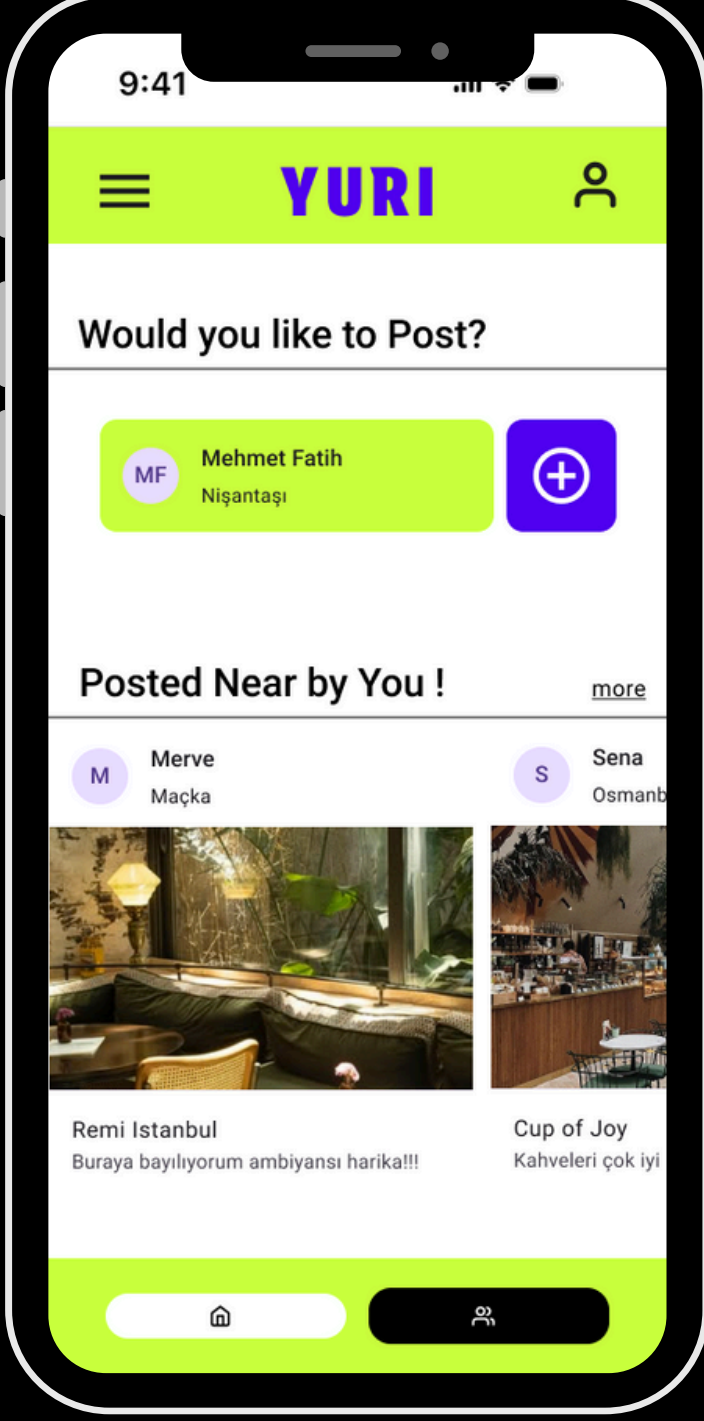 9:41
YURI
Would you like to Post?
MF
Mehmet Fatih
Nişantaşı
Posted Near by You !
more
M
Merve
Maçka
S
Sena
Osmanb
Remi Istanbul
Buraya bayılıyorum ambiyansı harika!!!
Cup of Joy
Kahveleri çok iyi